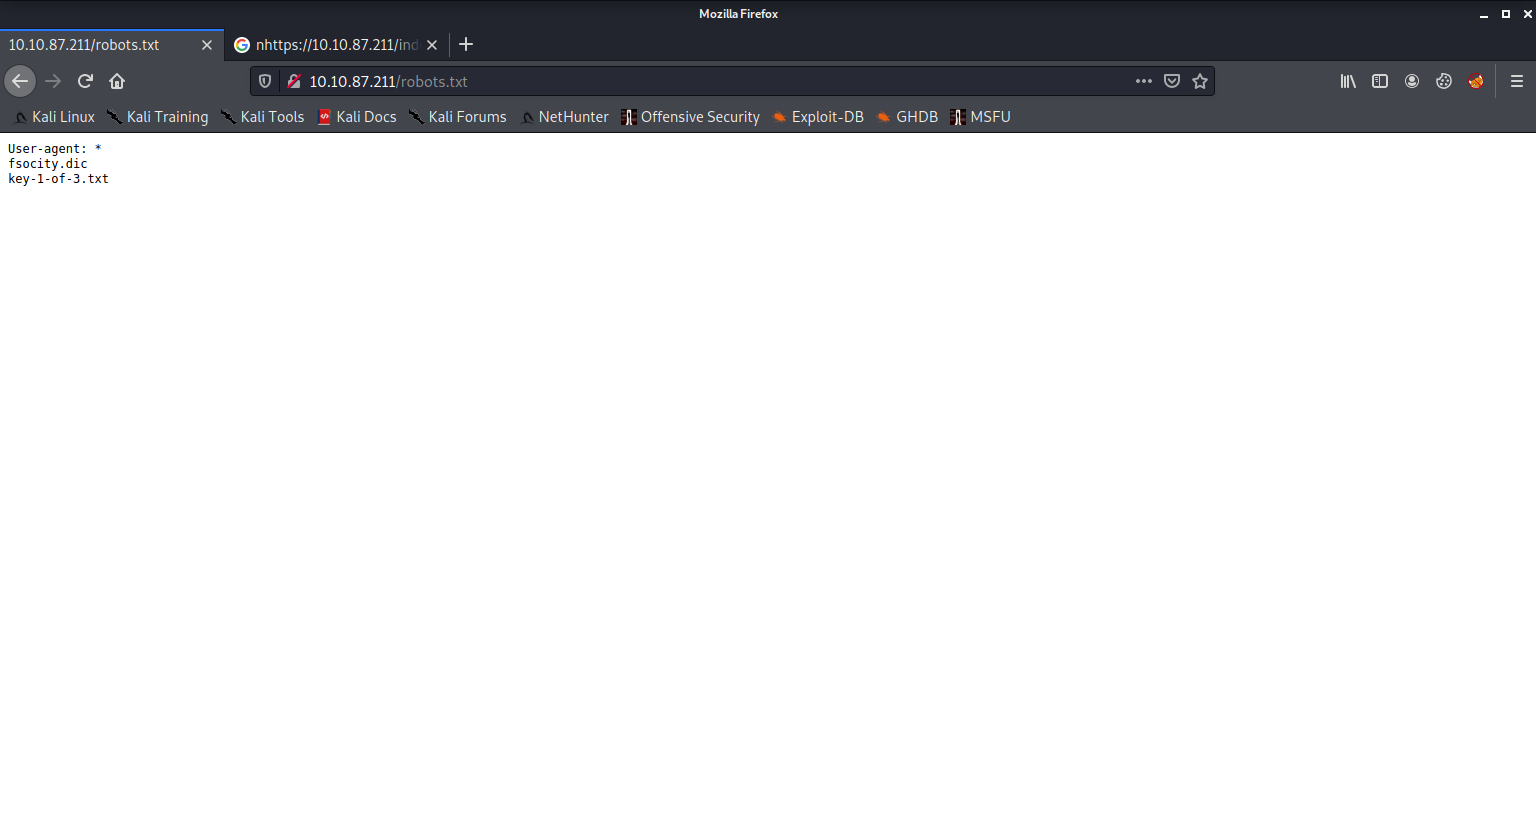 Mozilla Firefox
10.10.87.211/robots.txt
nhttps://10.10.87.211/ind
10.10.87.211/robots.txt
Kali Linux Kali Training Kali Tools Kali Docs Kali Forums NetHunter Offensive Security Exploit-DB GHDB MSFU
User-agent: *
fsocity.dic
key-1-of-3.txt